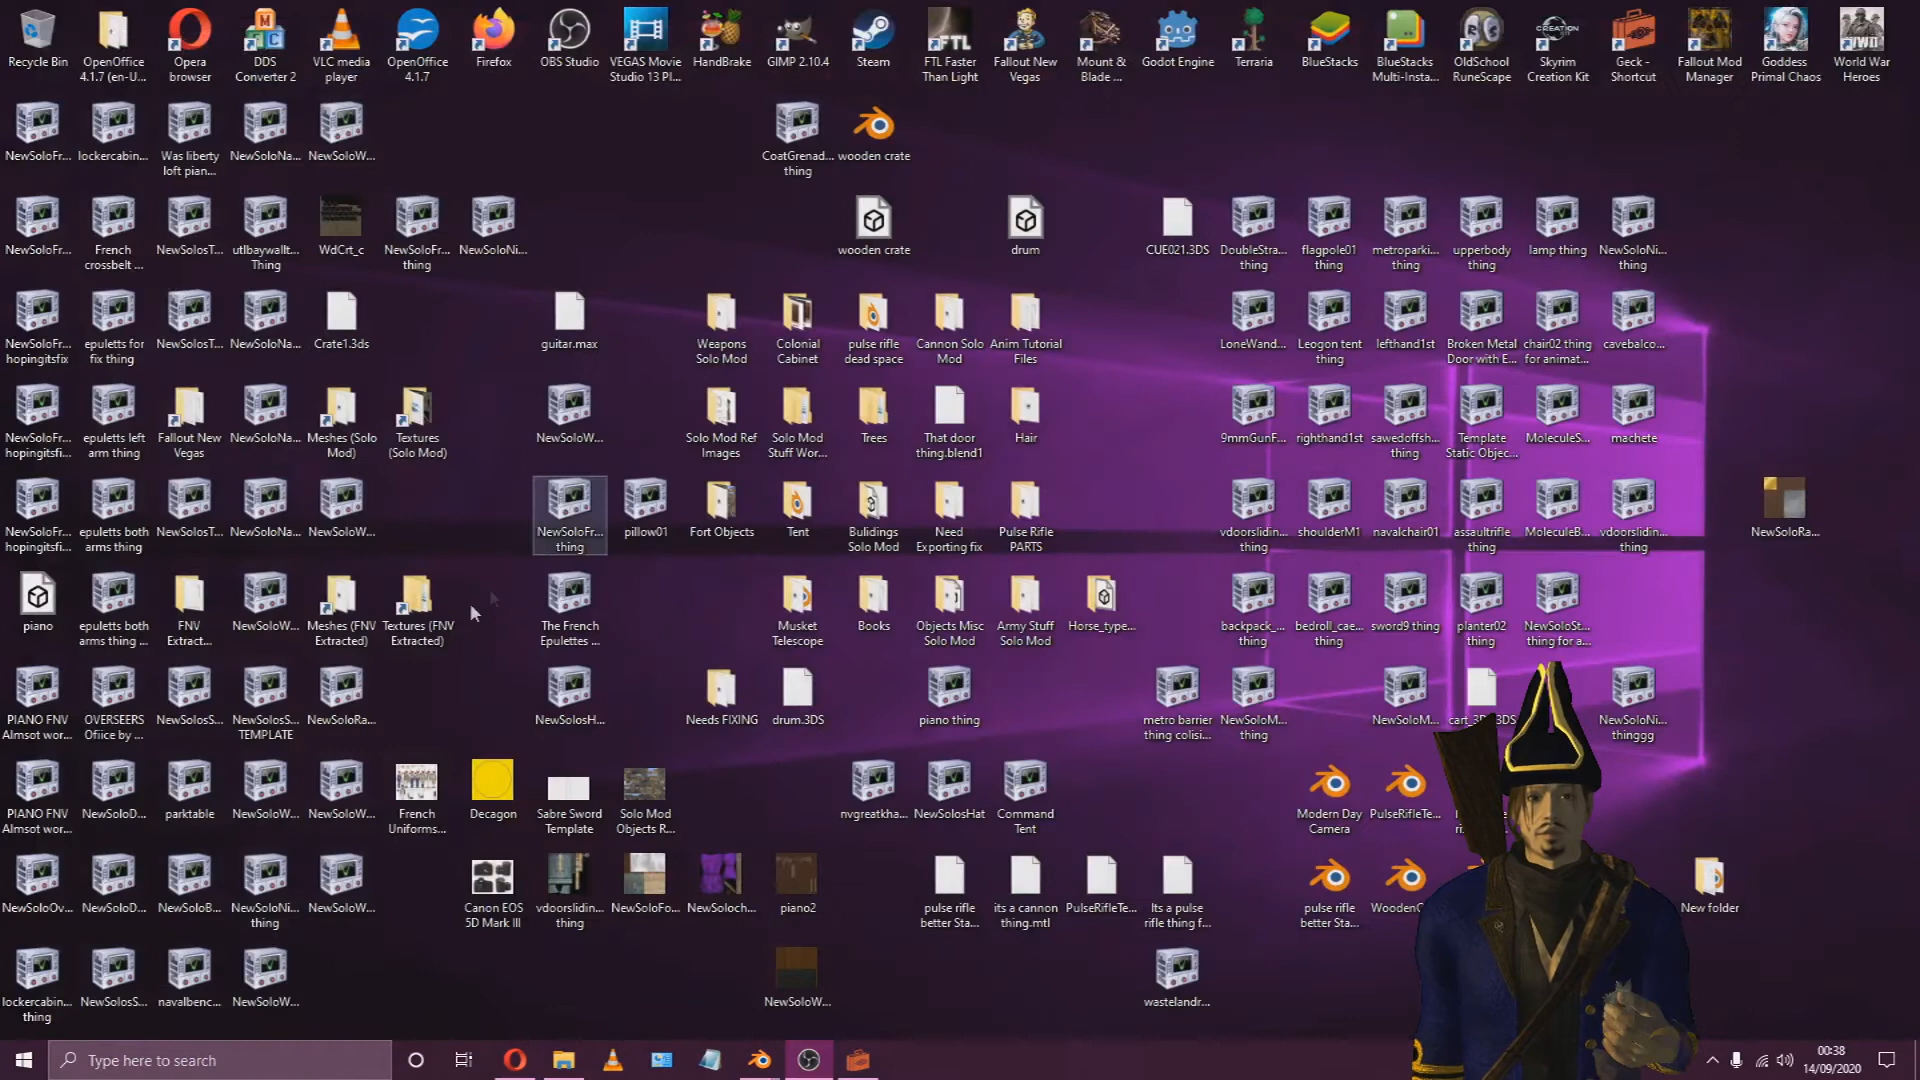 Recycle Bin
OpenOffice 4.1.7 (en-U...
Opera browser
DDS Converter 2
VLC media player
OpenOffice 4.1.7
Firefox
OBS Studio
VEGAS Movie Studio 13 Pl...
HandBrake
GIMP 2.10.4
Steam
FTL Faster Than Light
Fallout New Vegas
Mount & Blade ...
Godot Engine
Terraria
BlueStacks
BlueStacks Multi-Insta...
OldSchool RuneScape
Skyrim Creation Kit
Geck - Shortcut
Fallout Mod Manager
Goddess Primal Chaos
World War Heroes
NewSoloFr...
lockercabin...
Was liberty loft pian...
NewSoloNa...
NewSoloW...
CoatGrenad... thing
wooden crate
NewSoloFr...
French crossbelt ...
NewSolosT...
utlbaywallt... Thing
WdCrt_c
NewSoloFr... thing
NewSoloNi...
wooden crate
drum
CUE021.3DS
DoubleStra... thing
flagpole01 thing
metroparki... thing
upperbody thing
lamp thing
NewSoloNi... thing
NewSoloFr... hopingitsfix
epuletts for fix thing
NewSolosT...
NewSoloNa...
Crate1.3ds
guitar.max
Weapons Solo Mod
Colonial Cabinet
pulse rifle dead space
Cannon Solo Mod
Anim Tutorial Files
LoneWand...
Leogon tent thing
lefthand1st
Broken Metal Door with E...
chair02 thing for animat...
cavebalco...
NewSoloFr... hopingitsfi...
epuletts left arm thing
Fallout New Vegas
NewSoloNa...
Meshes (Solo Mod)
Textures (Solo Mod)
NewSoloW...
Solo Mod Ref Images
Solo Mod Stuff Wor...
Trees
That door thing.blend1
Hair
9mmGunF...
righthand1st
sawedoffsh... thing
Template Static Objec...
MoleculeS...
machete
NewSoloFr... hopingitsfi...
epuletts both arms thing
NewSolosT...
NewSoloNa...
NewSoloW...
NewSoloFr... thing
pillow01
Fort Objects
Tent
Bulidings Solo Mod
Need Exporting fix
Pulse Rifle PARTS
vdoorslidin... thing
shoulderM1
navalchair01
assaultrifle thing
MoleculeB...
vdoorslidin... thing
NewSoloRa...
piano
epuletts both arms thing ...
FNV Extract...
NewSoloW...
Meshes (FNV Extracted)
Textures (FNV Extracted)
The French Epulettes ...
Musket Telescope
Books
Objects Misc Solo Mod
Army Stuff Solo Mod
Horse_type...
backpack_... thing
bedroll_cae... thing
sword9 thing
planter02 thing
NewSoloSt... thing for a...
PIANO FNV Almsot wor...
OVERSEERS Ofiice by ...
NewSolosS...
NewSolosS... TEMPLATE
NewSoloRa...
NewSolosH...
Needs FIXING
drum.3DS
piano thing
metro barrier thing colisi...
NewSoloM... thing
NewSoloM...
NewSoloNi... thinggg
PIANO FNV Almsot wor...
NewSoloD...
parktable
NewSoloW...
NewSoloW...
French Uniforms...
Decagon
Sabre Sword Template
Solo Mod Objects R...
nvgreatkha...
NewSolosHat
Command Tent
Modern Day Camera
PulseRifleTe...
NewSoloOv...
NewSoloD...
NewSoloB...
NewSoloNi... thing
NewSoloW...
Canon EOS 5D Mark III
vdoorslidin... thing
NewSoloFo...
NewSoloch...
piano2
pulse rifle better Sta...
its a cannon thing.mtl
PulseRifleTe...
Its a pulse rifle thing f...
pulse rifle better Sta...
New folder
lockercabin... thing
NewSolosS...
navalbenc...
NewSoloW...
NewSoloW...
wastelandr...
Type here to search
00:38
14/09/2020